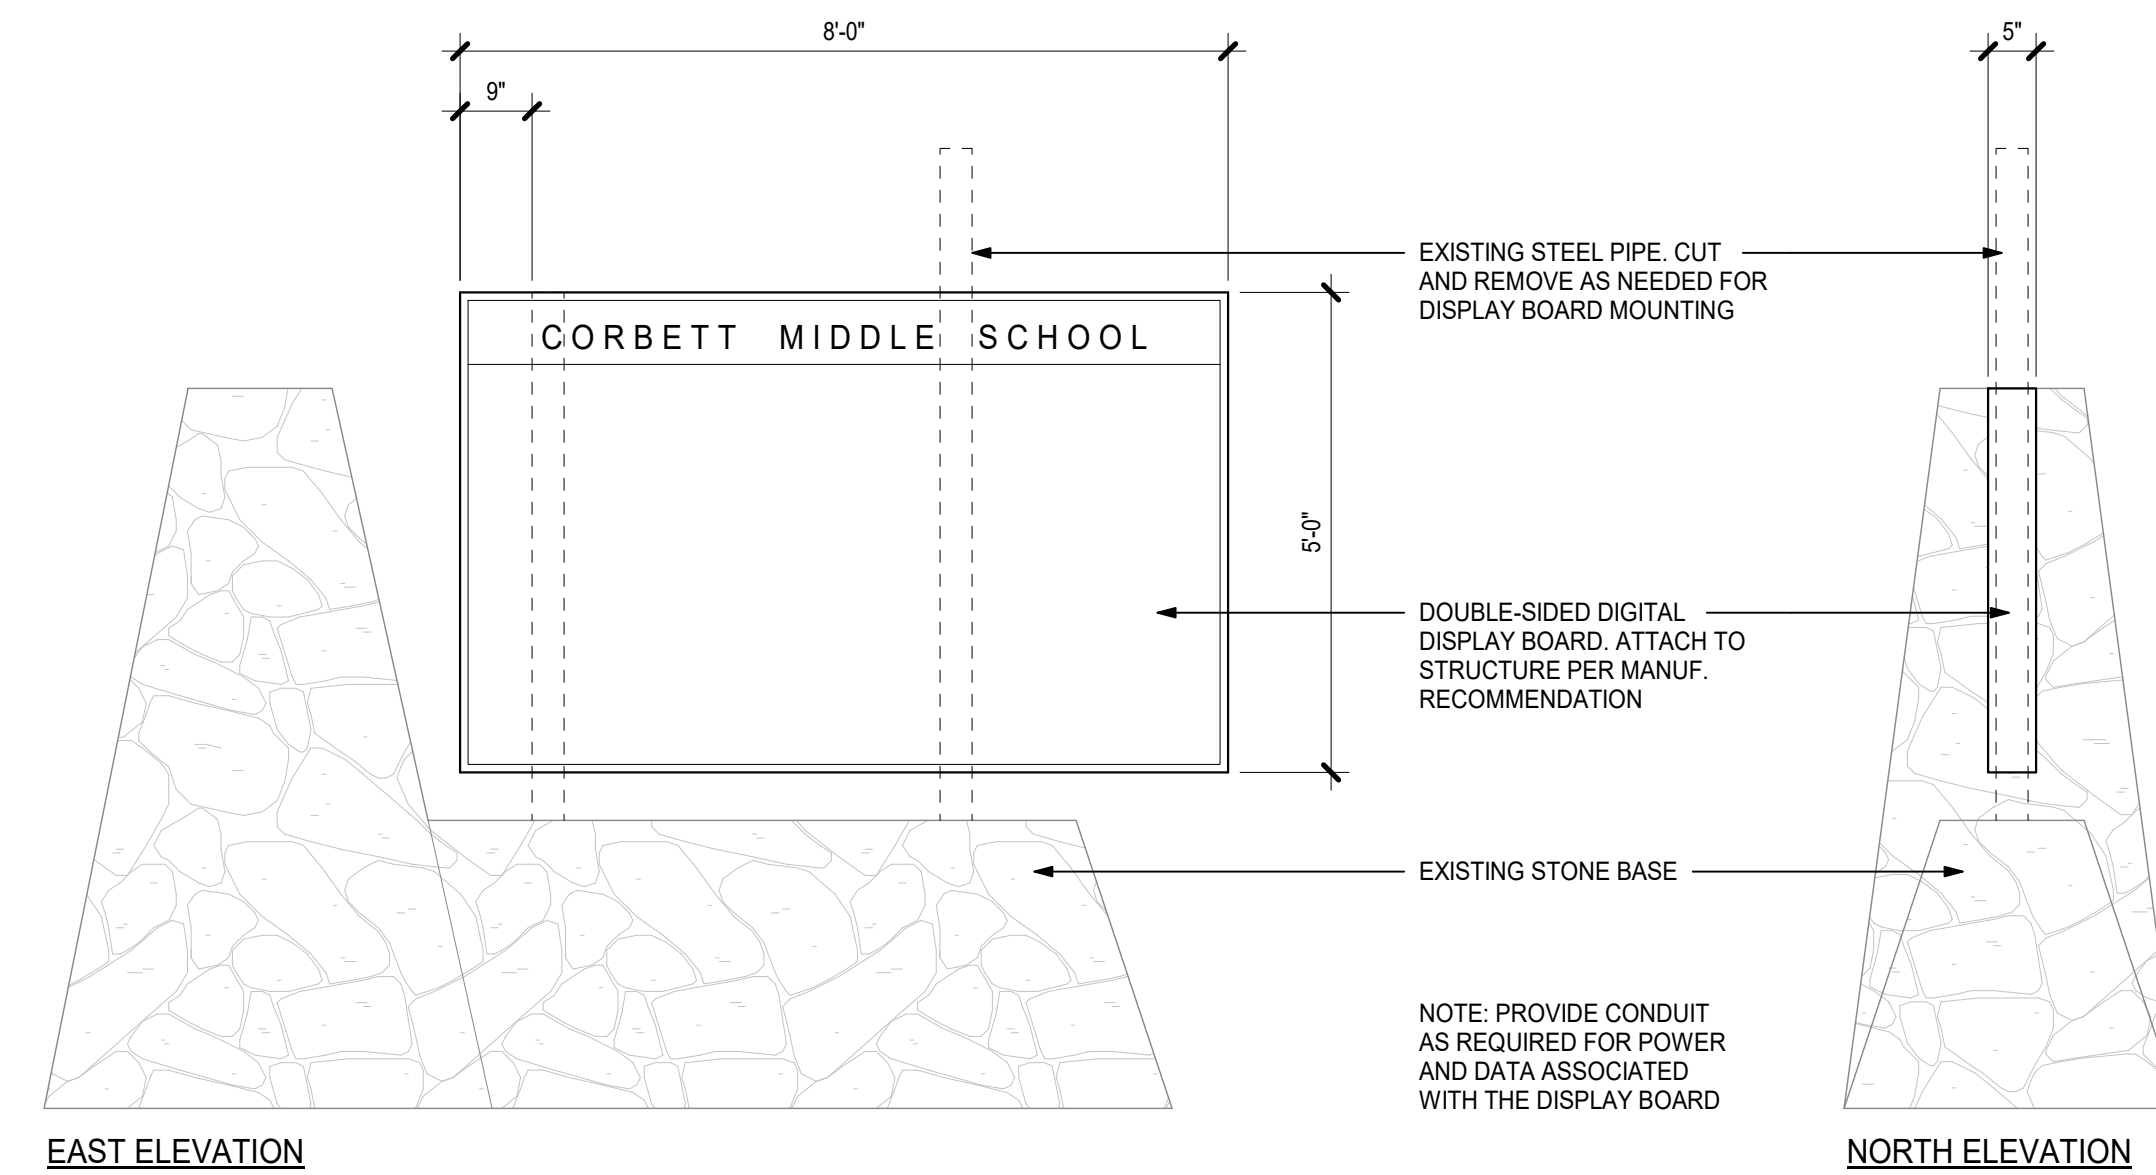 8'-0"
5"
9"
EXISTING STEEL PIPE. CUT
AND REMOVE AS NEEDED FOR
DISPLAY BOARD MOUNTING
CORBETT MIDDLE SCHOOL
5'-0"
DOUBLE-SIDED DIGITAL
DISPLAY BOARD. ATTACH TO
STRUCTURE PER MANUF.
RECOMMENDATION
EXISTING STONE BASE
NOTE: PROVIDE CONDUIT
AS REQUIRED FOR POWER
AND DATA ASSOCIATED
WITH THE DISPLAY BOARD
EAST ELEVATION
NORTH ELEVATION